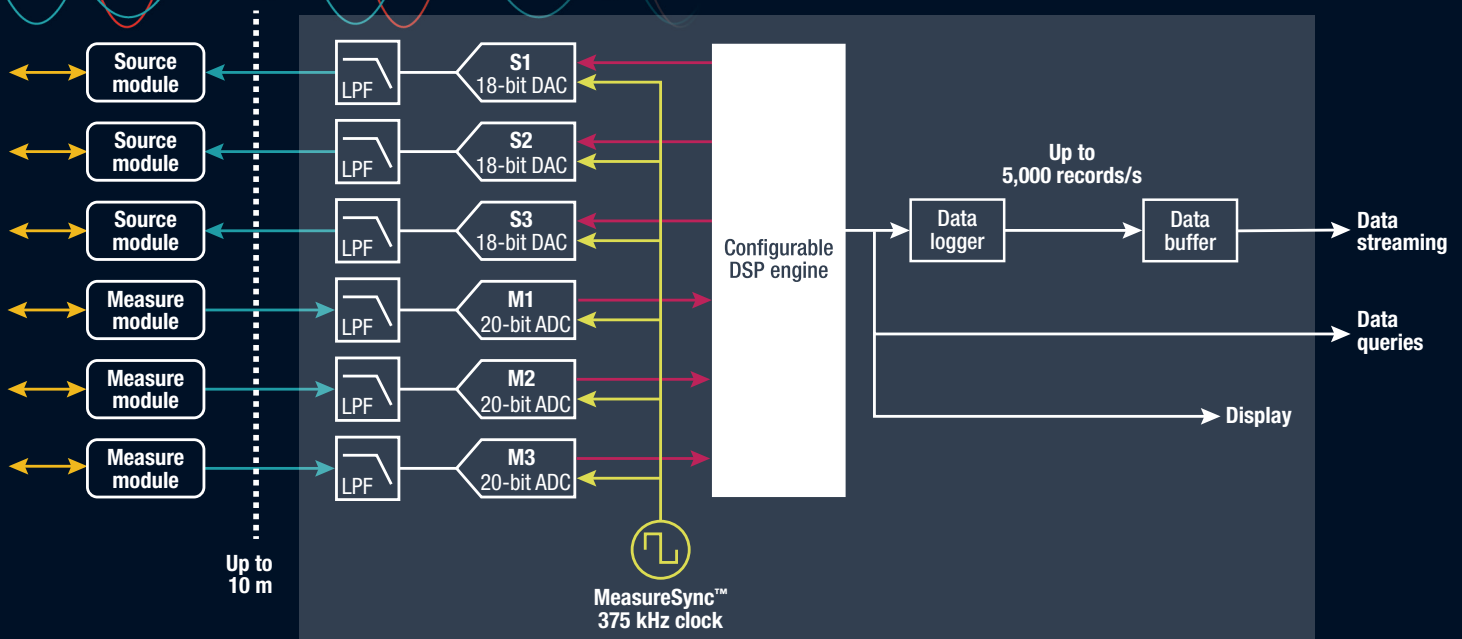 Source
module
LPF
S1
18-bit DAC
Source
module
LPF
S2
18-bit DAC
Source
module
LPF
S3
18-bit DAC
Measure
module
LPF
M1
20-bit ADC
Measure
module
LPF
M2
20-bit ADC
Measure
module
LPF
M3
20-bit ADC
Up to
10 m
MeasureSync™
375 kHz clock
Configurable
DSP engine
Up to
5,000 records/s
Data
logger
Data
buffer
Data
streaming
Data
queries
Display